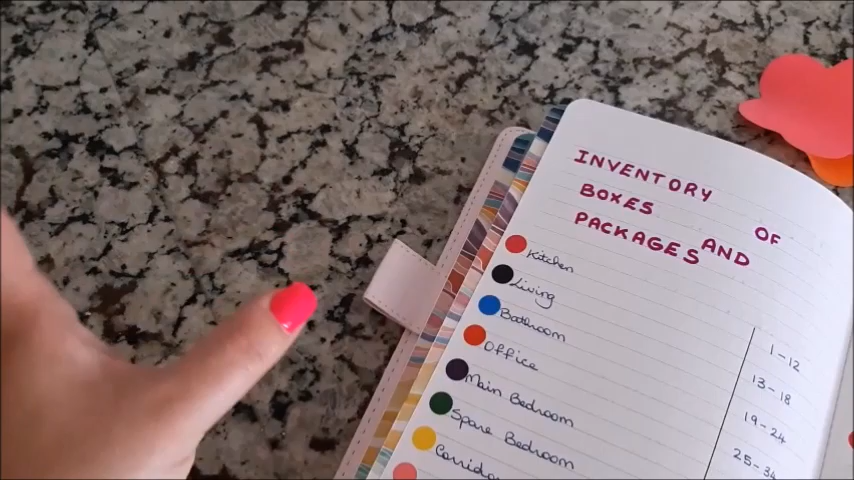 INVENTORY OF
BOXES AND
PACKAGES
Kitchen 1-12
Living 13-18
Bathroom 19-24
Office 25-34
Main Bedroom
Spare Bedroom